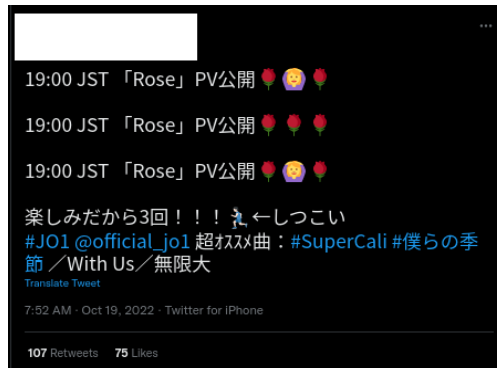 19:00 JST 「Rose」PV公開🌹🙆‍♀️🌹
19:00 JST 「Rose」PV公開🌹🌹🌹
19:00 JST 「Rose」PV公開🌹🙆‍♀️🌹
楽しみだから3回！！！🏃‍♀️←しつこい
#JO1 @official_jo1 超ｵｽｽﾒ曲：#SuperCali #僕らの季
節 ／With Us／無限大
Translate Tweet
7:52 AM · Oct 19, 2022 · Twitter for iPhone
107 Retweets 75 Likes